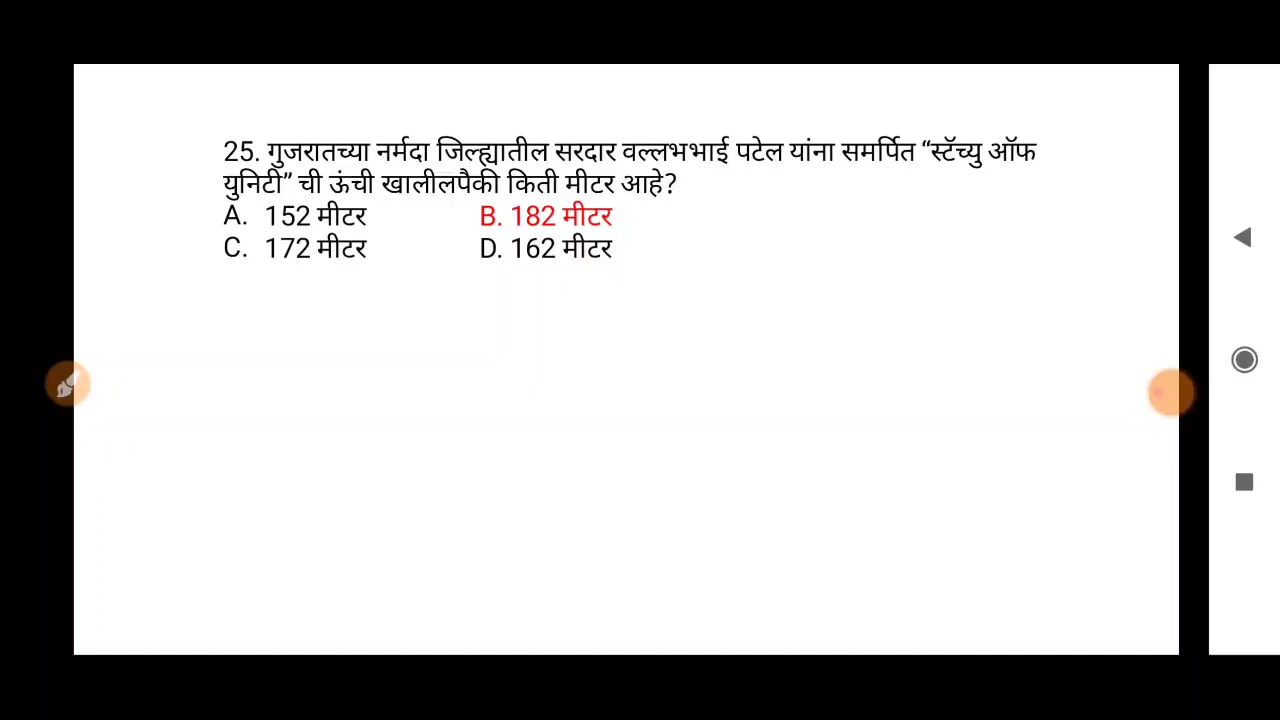 25. गुजरातच्या नर्मदा जिल्ह्यातील सरदार वल्लभभाई पटेल यांना समर्पित “स्टॅच्यु ऑफ
युनिटी” ची ऊंची खालीलपैकी किती मीटर आहे?
A. 152 मीटर B. 182 मीटर
C. 172 मीटर D. 162 मीटर